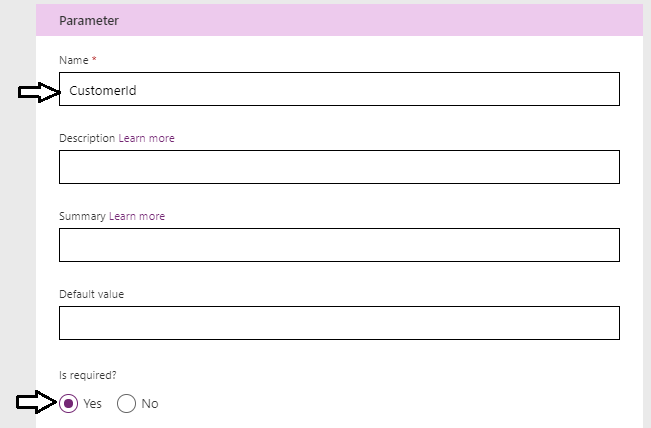 Parameter
Name *
CustomerId
Description Learn more
Summary Learn more
Default value
Is required?
Yes No